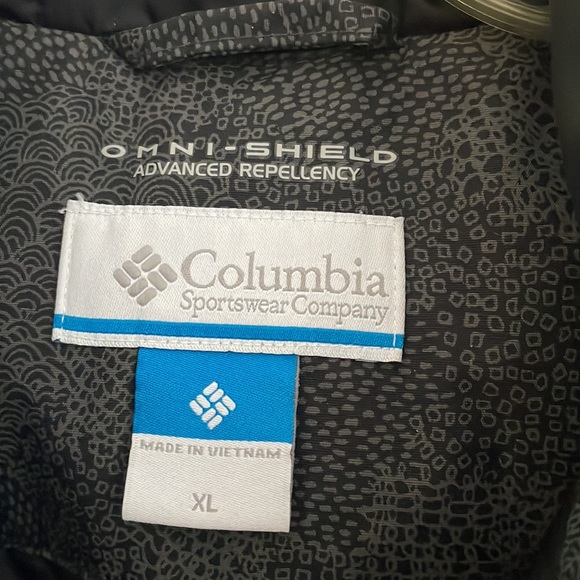 OMNI-SHIELD
ADVANCED REPELLENCY
Columbia
Sportswear Company
MADE IN VIETNAM
XL